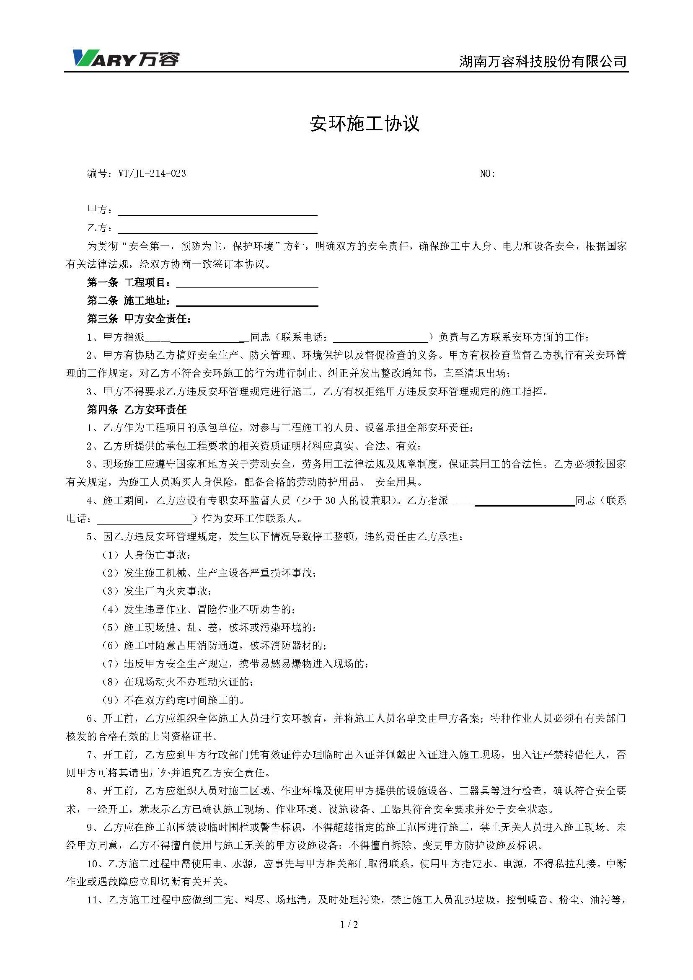 VARY万容 湖南万容科技股份有限公司
安环施工协议
编号: VT/JL-214-023 NO:
甲方:
乙方:
为贯彻“安全第一, 预防为主, 保护环境”方针, 明确双方的安全责任, 确保施工中人身、电力和设备安全, 根据国家
有关法律法规, 经双方协商一致签订本协议。
第一条 工程项目:
第二条 施工地址:
第三条 甲方安全责任:
1、甲方指派 同志 (联系电话: ) 负责与乙方联系安环方面的工作;
2、甲方有协助乙方搞好安全生产、防火管理、环境保护以及督促检查的义务。甲方有权检查监督乙方执行有关安环管
理的工作规定, 对乙方不符合安环施工的行为进行制止、纠正并发出整改通知书, 直至清退出场;
3、甲方不得要求乙方违反安环管理规定进行施工, 乙方有权拒绝甲方违反安环管理规定的施工指挥。
第四条 乙方安环责任
1、乙方作为工程项目的承包单位, 对参与工程施工的人员、设备承担全部安环责任;
2、乙方所提供的承包工程要求的相关资质证明材料应真实、合法、有效;
3、现场施工应遵守国家和地方关于劳动安全, 劳务用工法律法规及规章制度, 保证其用工的合法性。乙方必须按国家
有关规定, 为施工人员购买人身保险, 配备合格的劳动防护用品、 安全用具。
4、施工期间, 乙方应设有专职安环监督人员 (少于 30 人的设兼职)。乙方指派 同志 (联系
电话: ) 作为安环工作联系人。
5、因乙方违反安环管理规定, 发生以下情况导致停工整顿, 违约责任由乙方承担:
(1) 人身伤亡事故;
(2) 发生施工机械、生产主设备严重损坏事故;
(3) 发生厂内火灾事故;
(4) 发生违章作业、冒险作业不听劝告的;
(5) 施工现场脏、乱、差, 破坏或污染环境的;
(6) 施工时随意占用消防通道, 破坏消防器材的;
(7) 违反甲方安全生产规定, 携带易燃易爆物进入现场的;
(8) 在现场动火不办理动火证的;
(9) 不在双方约定时间施工的。
6、开工前, 乙方应组织全体施工人员进行安环教育, 并将施工人员名单交由甲方备案; 特种作业人员必须有有关部门
核发的合格有效的上岗资格证书。
7、开工前, 乙方应到甲方行政部门凭有效证件办理临时出入证并佩戴出入证进入施工现场, 出入证严禁转借他人, 否
则甲方可将其请出厂外并追究乙方安全责任。
8、开工前, 乙方应组织人员对施工区域、作业环境及使用甲方提供的设施设备、工器具等进行检查, 确认符合安全要
求, 一经开工, 就表示乙方已确认施工现场、作业环境、设施设备、工器具符合安全要求并处于安全状态。
9、乙方应在施工范围装设临时围栏或警告标识, 不得超越指定的施工范围进行施工, 禁止无关人员进入施工现场。未
经甲方同意, 乙方不得擅自使用与施工无关的甲方设施设备; 不得擅自拆除、变更甲方防护设施及标识。
10、乙方施工过程中需使用电、水源, 应事先与甲方相关部门取得联系, 使用甲方指定水、电源, 不得私拉乱接, 中断
作业或遇故障应立即切断有关开关。
11、乙方施工过程中应做到工完、料尽、场地清, 及时处理污染, 禁止施工人员乱扔垃圾, 控制噪音、粉尘、油污等,
1 / 2